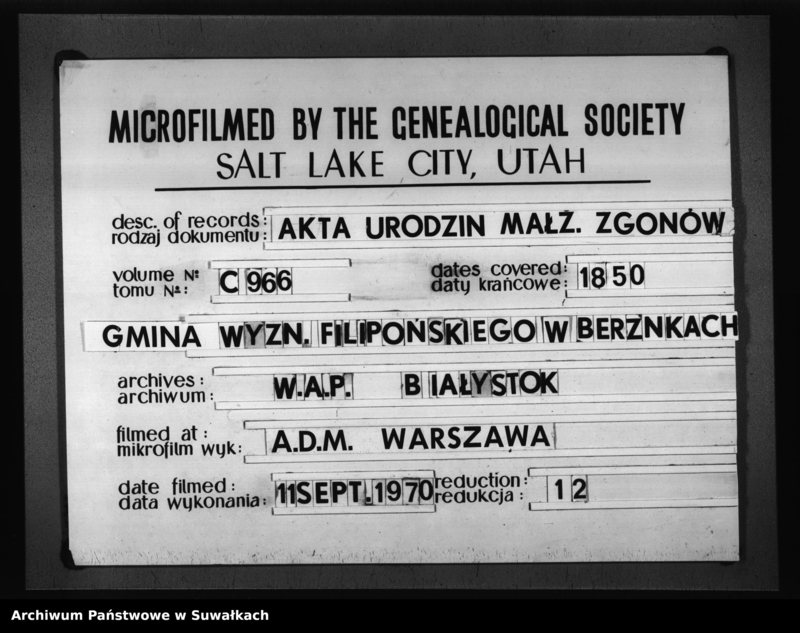 MICROFILMED BY THE GENEALOGICAL SOCIETY
SALT LAKE CITY, UTAH
desc. of records: AKTA URODZIN MAŁŻ. ZGONÓW
rodzaj dokumentu:
volume №: C 966 dates covered: 1850
tomu №: daty krańcowe:
GMINA WYZN. FILIPOŃSKIEGO W BERZNKACH
archives: W.A.P. BIAŁYSTOK
archiwum:
filmed at: A.D.M. WARSZAWA
mikrofilm wyk:
date filmed: 11 SEPT. 1970 reduction: 12
data wykonania: redukcja:
Archiwum Państwowe w Suwałkach